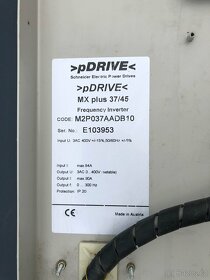 >pDRIVE<
Schneider Electric Power Drives
>pDRIVE<
MX plus 37/45
Frequency Inverter
CODE: M2P037AADB10
Ser. No.: E103953
Input U: 3AC 400V +/-15%, 50/60Hz +/-5%
Input I: max.84A
Output U: 3AC 0...400V (setable)
Output I: max.90A
Output f: 0...300 Hz
Protection: IP 20
CE
Made in Austria